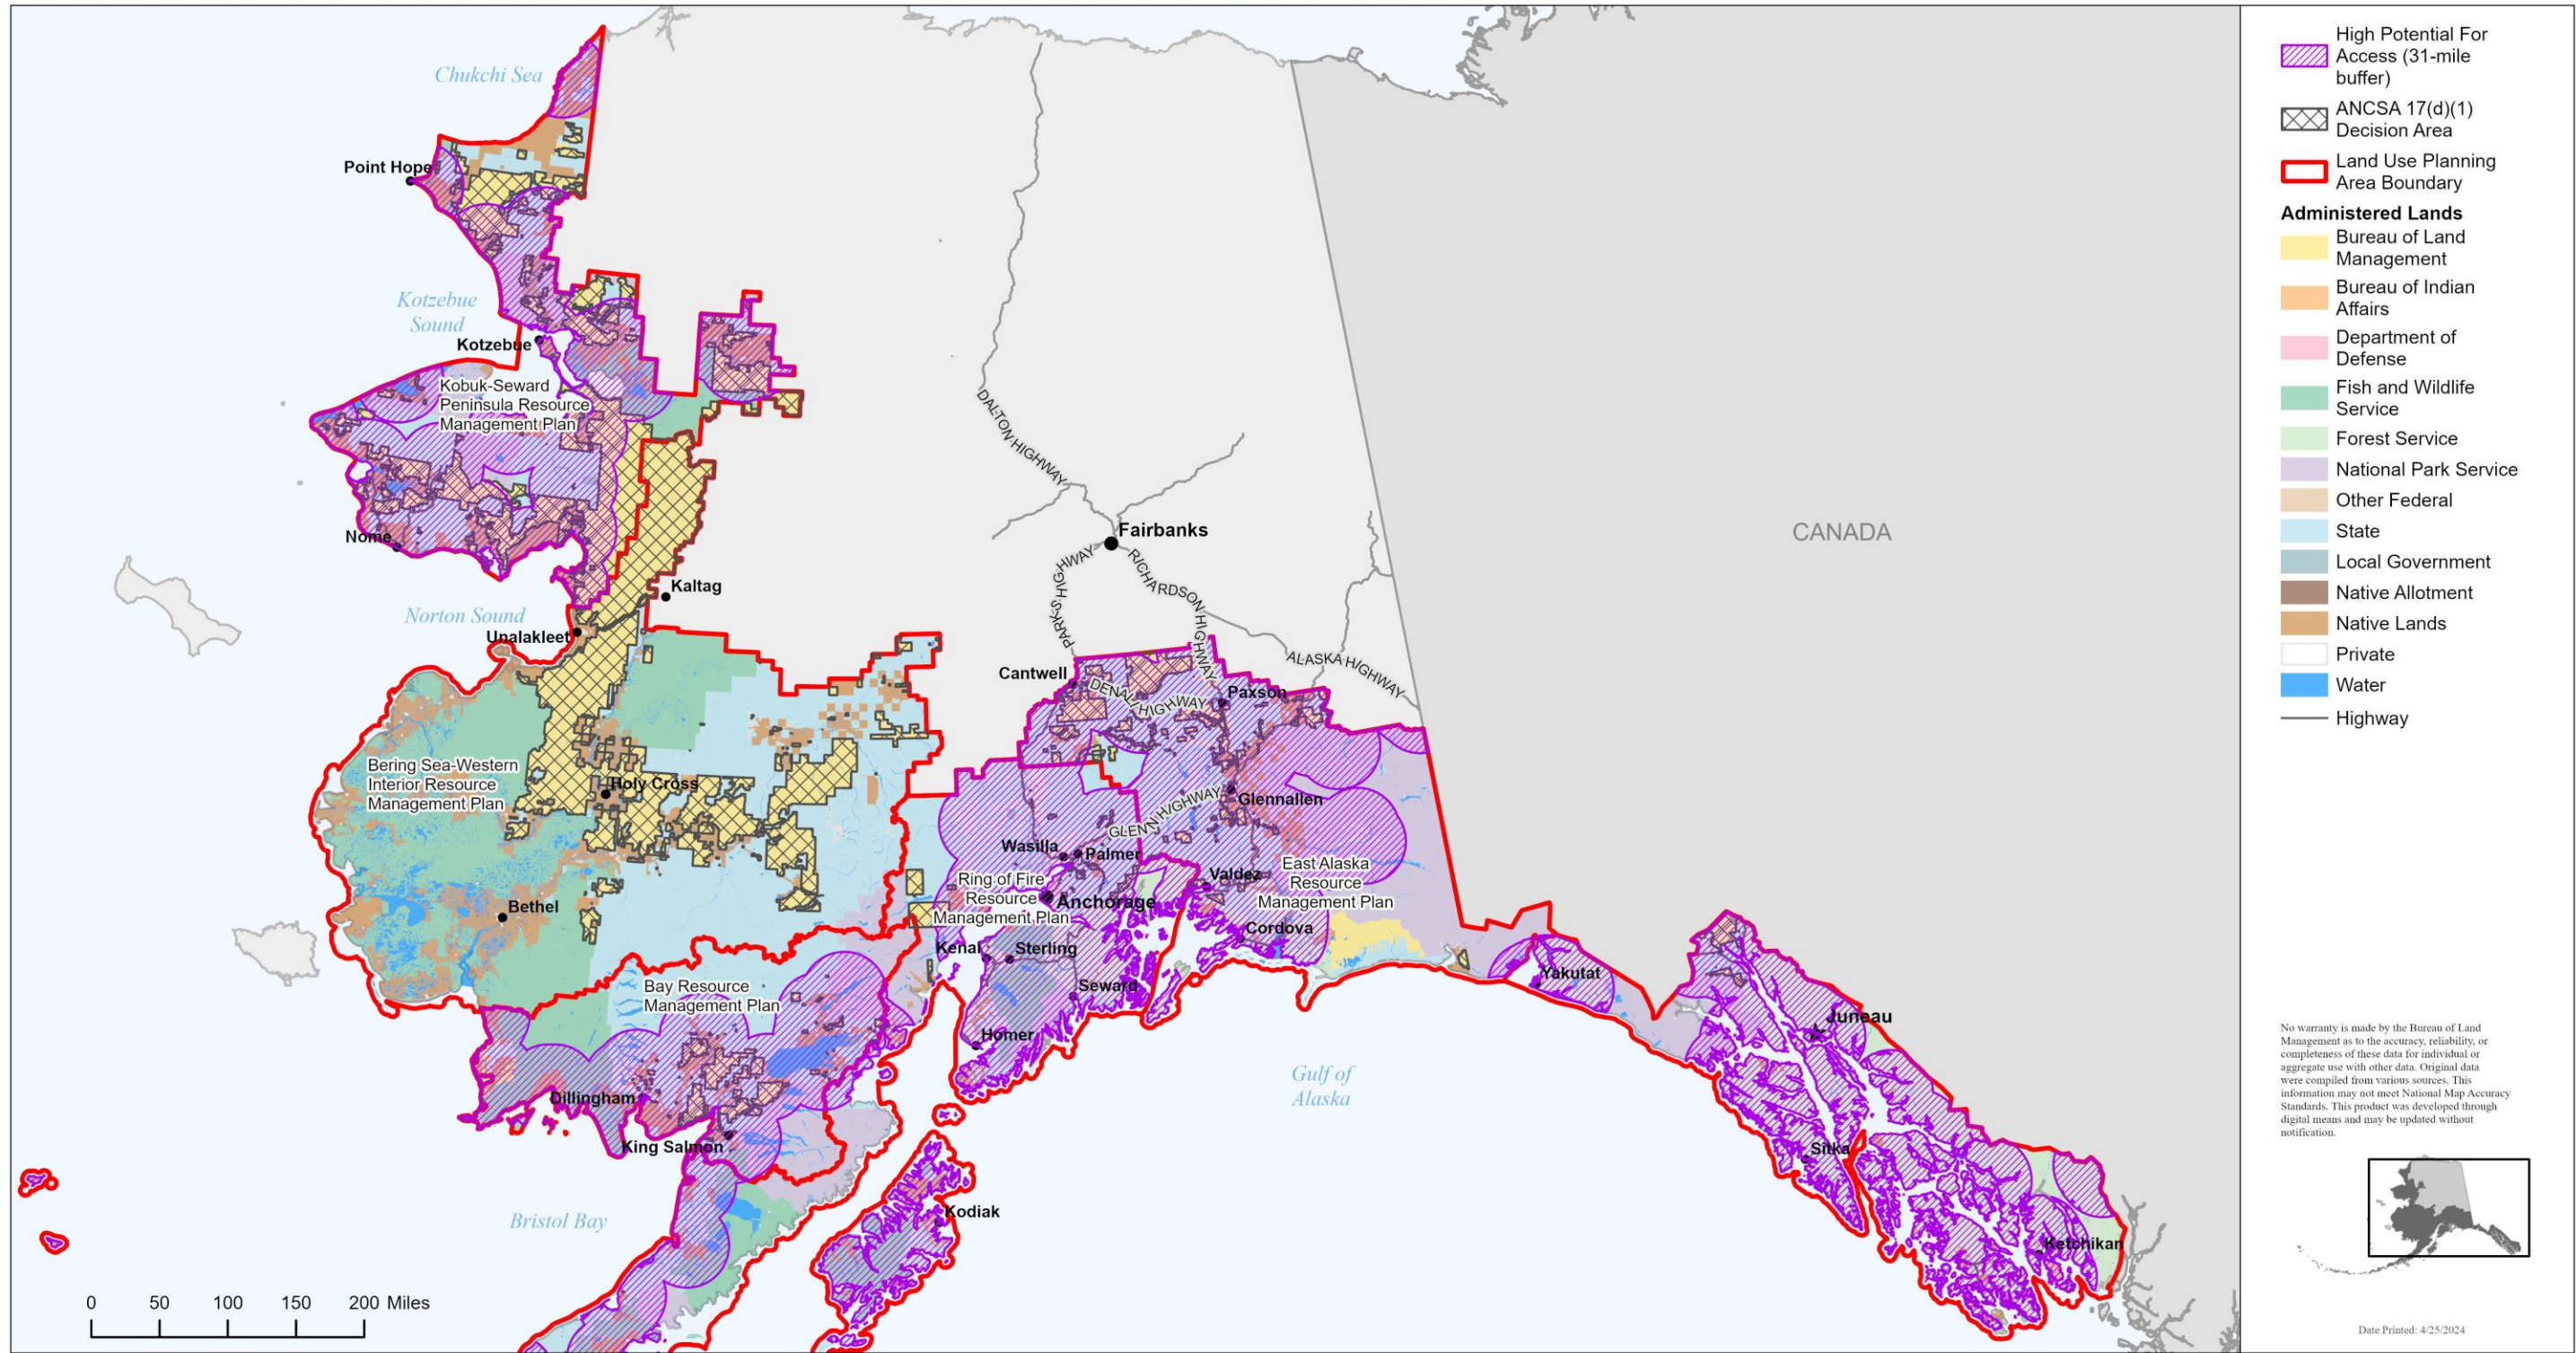 Chukchi Sea
Point Hope
Kotzebue
Sound
Kotzebue
Kobuk-Seward
Peninsula Resource
Management Plan
Nome
Norton Sound
Kaltag
Unalakleet
Bering Sea-Western
Interior Resource
Management Plan
Holy Cross
Bethel
Bay Resource
Management Plan
Dillingham
King Salmon
Bristol Bay
DALTON HIGHWAY
Fairbanks
PARKS HIGHWAY
RICHARDSON HIGHWAY
ALASKA HIGHWAY
Cantwell
DENALI HIGHWAY
Paxson
Glennallen
GLENN HIGHWAY
Wasilla
Palmer
Valdez
East Alaska
Resource
Management Plan
Ring of Fire
Resource
Management Plan
Anchorage
Cordova
Kenai
Sterling
Seward
Homer
Kodiak
Gulf of
Alaska
Yakutat
Juneau
Sitka
Ketchikan
CANADA
0 50 100 150 200 Miles
High Potential For
Access (31-mile
buffer)
ANCSA 17(d)(1)
Decision Area
Land Use Planning
Area Boundary
Administered Lands
Bureau of Land
Management
Bureau of Indian
Affairs
Department of
Defense
Fish and Wildlife
Service
Forest Service
National Park Service
Other Federal
State
Local Government
Native Allotment
Native Lands
Private
Water
Highway
No warranty is made by the Bureau of Land
Management as to the accuracy, reliability, or
completeness of these data for individual or
aggregate use with other data. Original data
were compiled from various sources. This
information may not meet National Map Accuracy
Standards. This product was developed through
digital means and may be updated without
notification.
Date Printed: 4/25/2024